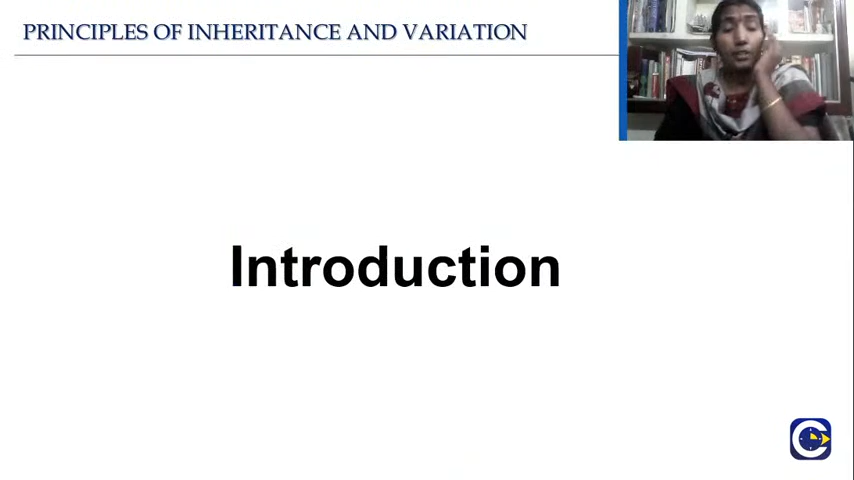 PRINCIPLES OF INHERITANCE AND VARIATION
Introduction